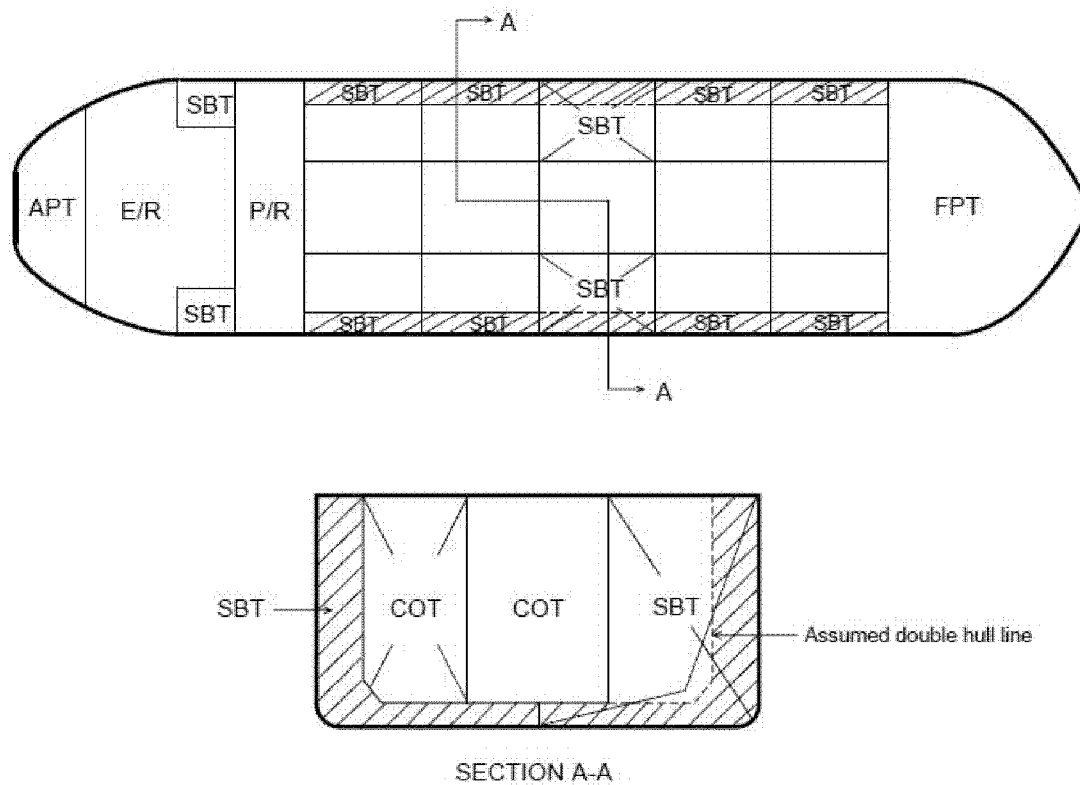 A
SBT SBT SBT SBT
SBT
SBT
APT E/R P/R FPT
SBT
SBT
SBT SBT SBT SBT
A
SBT COT COT SBT
Assumed double hull line
SECTION A-A